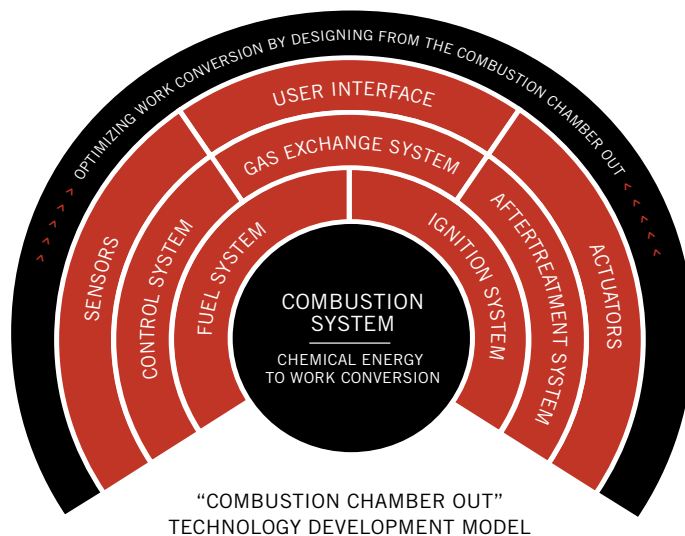 OPTIMIZING WORK CONVERSION BY DESIGNING FROM THE COMBUSTION CHAMBER OUT
USER INTERFACE
GAS EXCHANGE SYSTEM
SENSORS
CONTROL SYSTEM
FUEL SYSTEM
IGNITION SYSTEM
AFTERTREATMENT SYSTEM
ACTUATORS
COMBUSTION
SYSTEM
CHEMICAL ENERGY
TO WORK CONVERSION
“COMBUSTION CHAMBER OUT”
TECHNOLOGY DEVELOPMENT MODEL